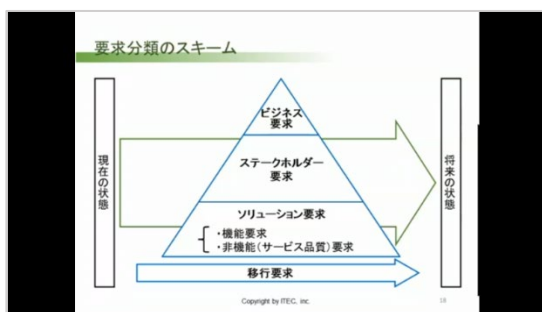 要求分類のスキーム
ビジネス
要求
ステークホルダー
要求
現在の状態
将来の状態
ソリューション要求
・機能要求
・非機能(サービス品質)要求
移行要求
Copyright by ITEC, inc.
18